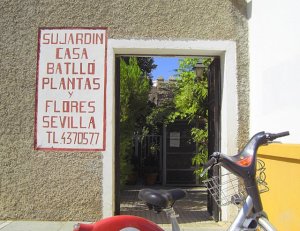 SUJARDIN
CASA
BATLLÓ
PLANTAS
Y
FLORES
SEVILLA
TL 4370577